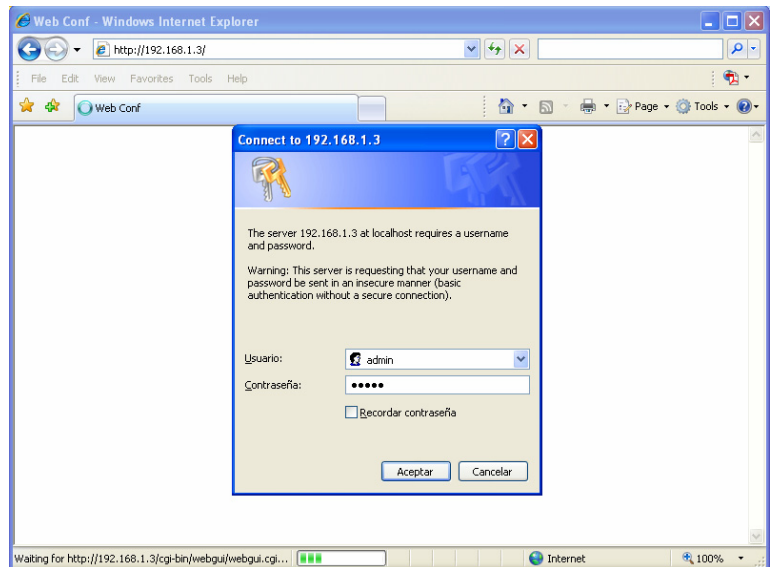 Web Conf - Windows Internet Explorer
http://192.168.1.3/
File Edit View Favorites Tools Help
Web Conf
Page Tools
Connect to 192.168.1.3
The server 192.168.1.3 at localhost requires a username
and password.
Warning: This server is requesting that your username and
password be sent in an insecure manner (basic
authentication without a secure connection).
Usuario: admin
Contraseña: •••••
Recordar contraseña
Aceptar Cancelar
Waiting for http://192.168.1.3/cgi-bin/webgui/webgui.cgi... Internet 100%